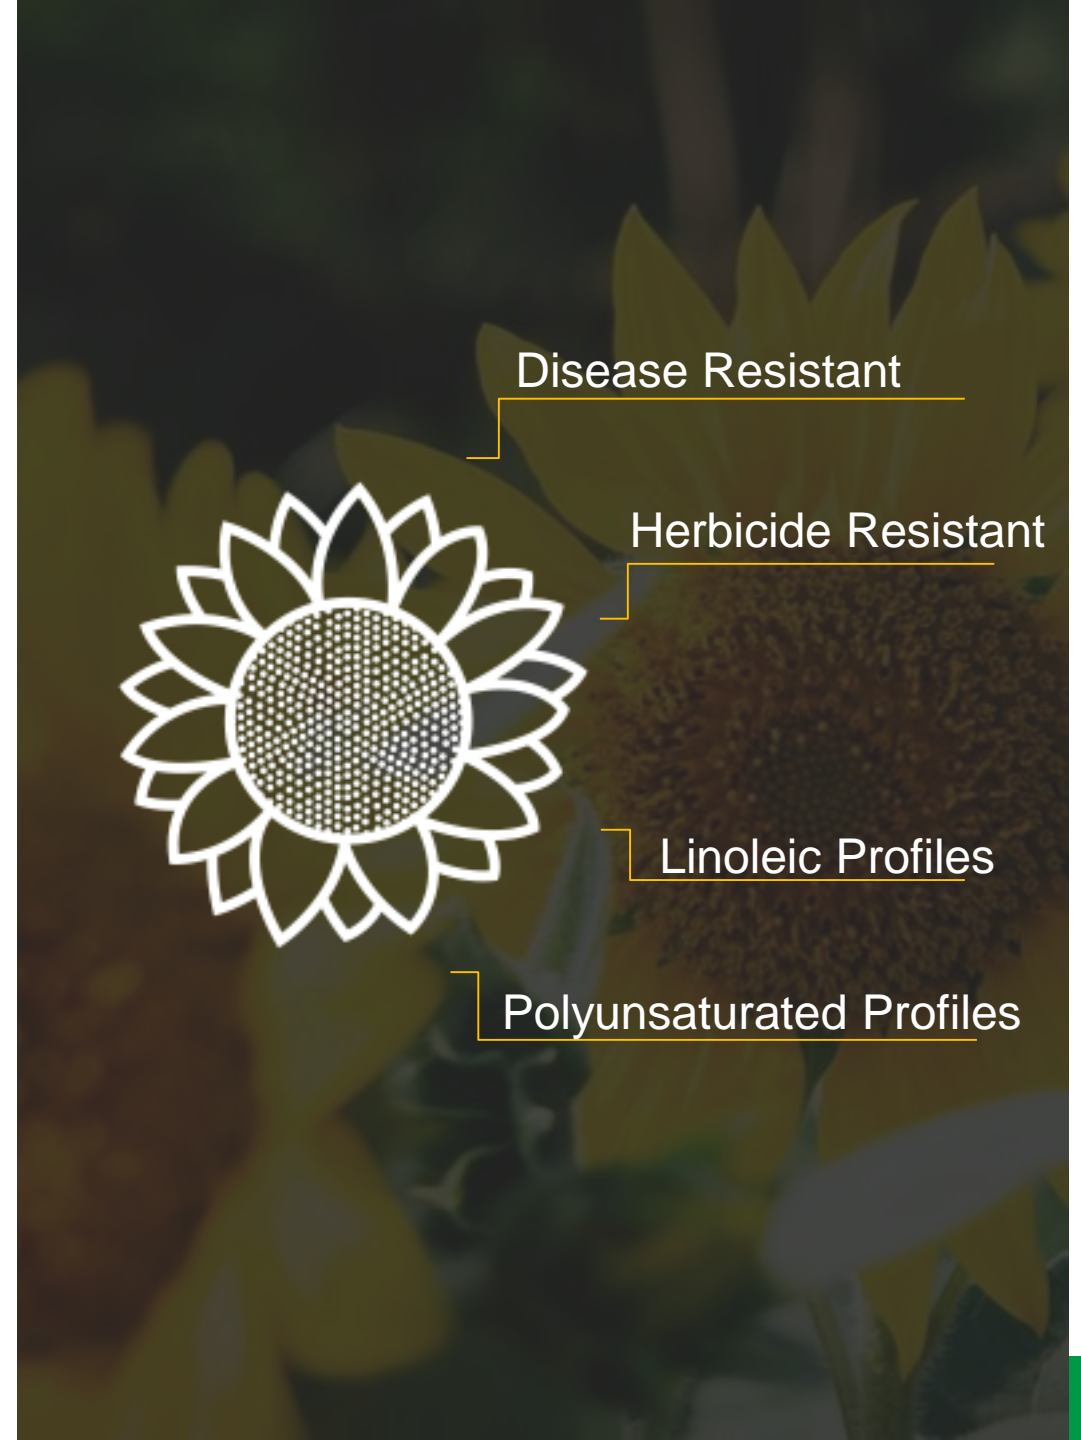 Disease Resistant
Herbicide Resistant
Linoleic Profiles
Polyunsaturated Profiles